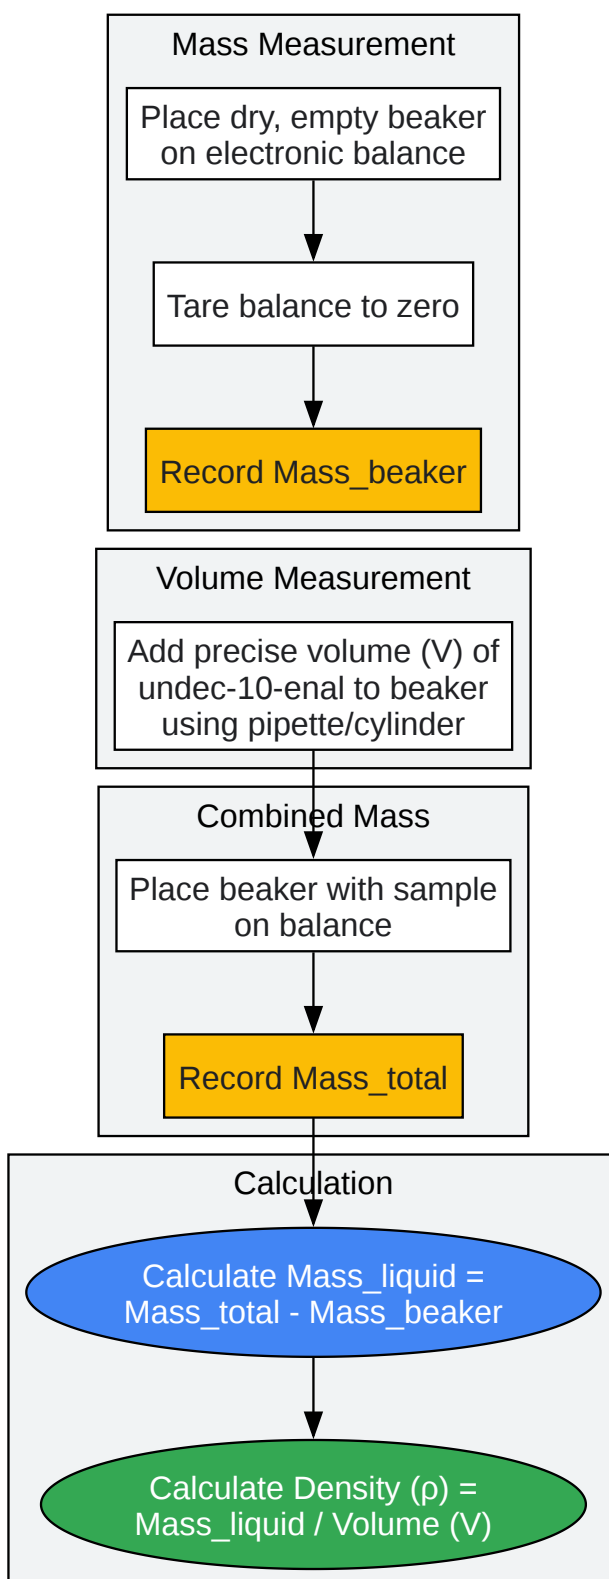 Mass Measurement
Place dry, empty beaker
on electronic balance
Tare balance to zero
Record Mass_beaker
Volume Measurement
Add precise volume (V) of
undec-10-enal to beaker
using pipette/cylinder
Combined Mass
Place beaker with sample
on balance
Record Mass_total
Calculation
Calculate Mass_liquid =
Mass_total - Mass_beaker
Calculate Density (ρ) =
Mass_liquid / Volume (V)